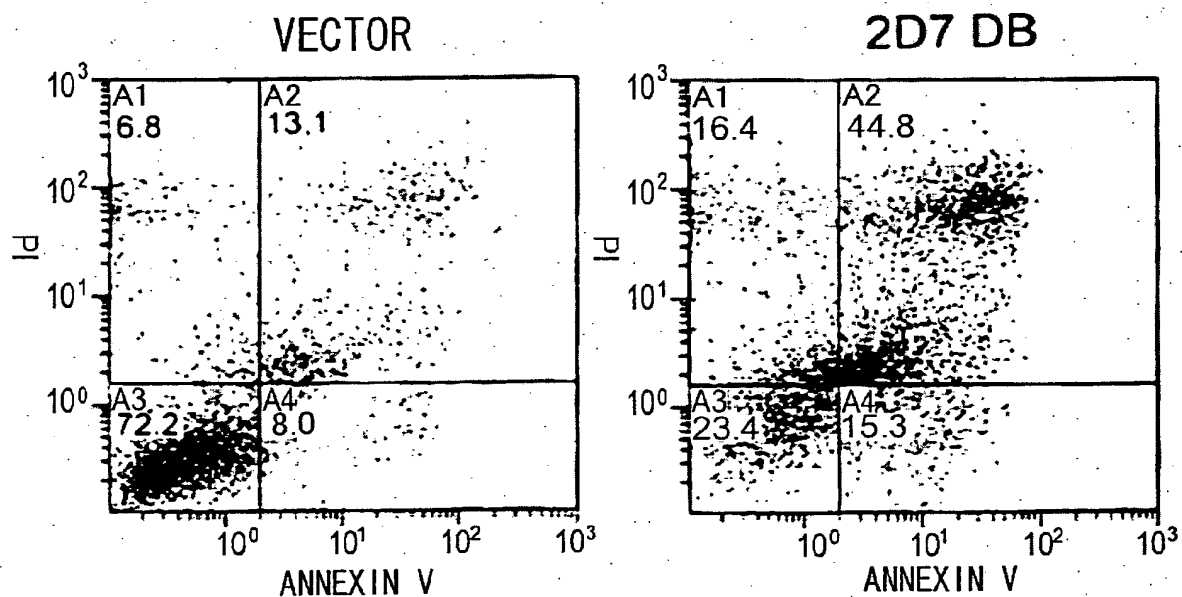 VECTOR
10³
A1
6.8
A2
13.1
10²
PI
10¹
10⁰
A3
72.2
A4
8.0
10⁰ 10¹ 10² 10³
ANNEXIN V
2D7 DB
10³
A1
16.4
A2
44.8
10²
PI
10¹
10⁰
A3
23.4
A4
15.3
10⁰ 10¹ 10² 10³
ANNEXIN V